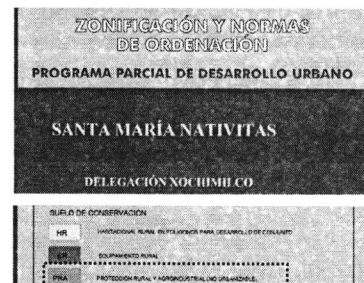 ZONIFICACIÓN Y NORMAS
DE ORDENACIÓN
PROGRAMA PARCIAL DE DESARROLLO URBANO
SANTA MARÍA NATIVITAS
DELEGACIÓN XOCHIMILCO
SUELO DE CONSERVACIÓN
HR HABITACIONAL RURAL EN POLIGONOS PARA DESARROLLO DE CONJUNTO
ER EQUIPAMIENTO RURAL
PRA PROTECCIÓN RURAL Y AGROINDUSTRIAL (NO URBANIZABLE)